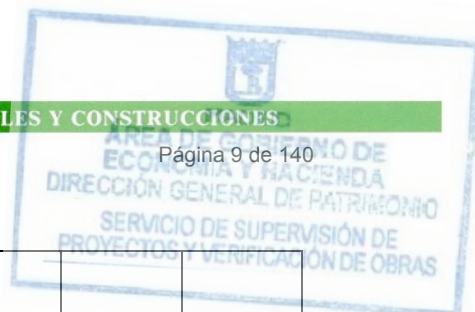 LES Y CONSTRUCCIONES
Página 9 de 140
ÁREA DE GOBIERNO DE
ECONOMÍA Y HACIENDA
DIRECCIÓN GENERAL DE PATRIMONIO
SERVICIO DE SUPERVISIÓN DE
PROYECTOS Y VERIFICACIÓN DE OBRAS